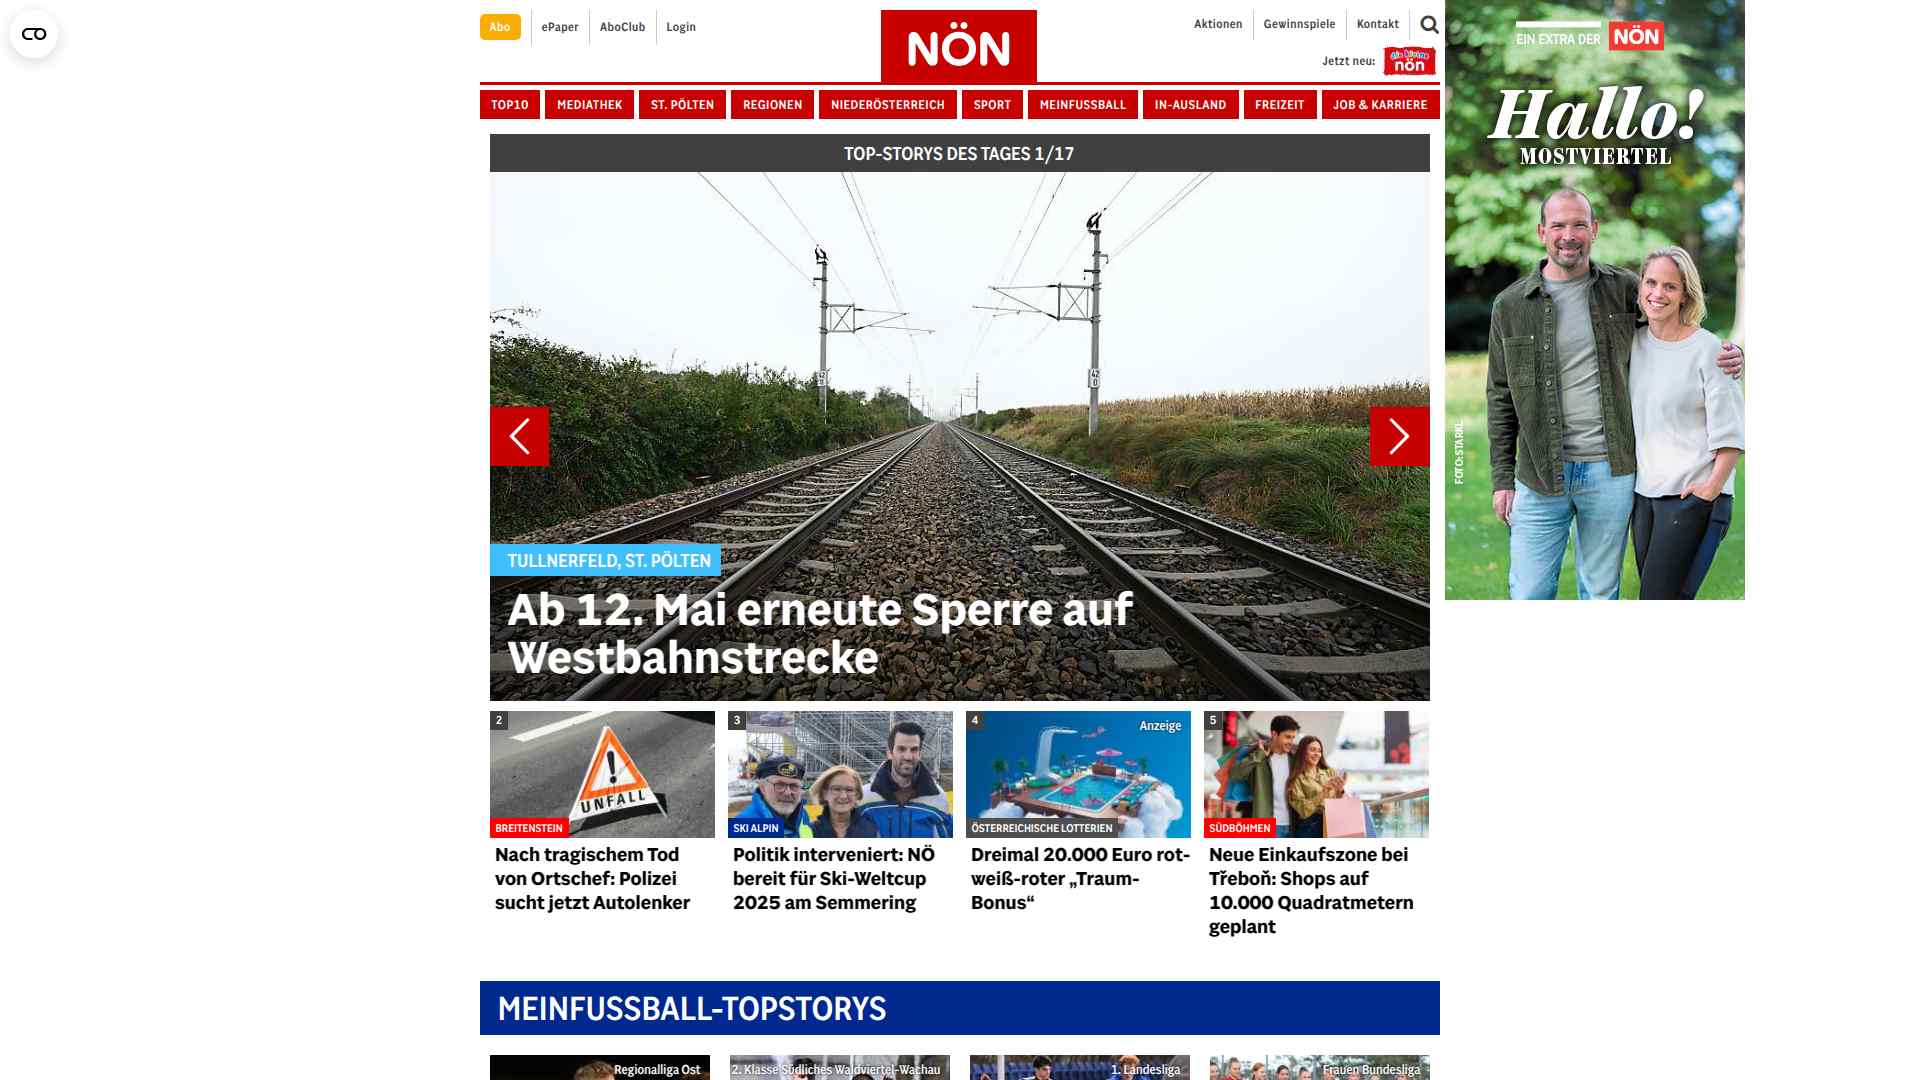 Abo
ePaper
AboClub
Login
NÖN
Aktionen
Gewinnspiele
Kontakt
Jetzt neu:
die kleine
nön
TOP10
MEDIATHEK
ST. PÖLTEN
REGIONEN
NIEDERÖSTERREICH
SPORT
MEINFUSSBALL
IN-AUSLAND
FREIZEIT
JOB & KARRIERE
TOP-STORYS DES TAGES 1/17
TULLNERFELD, ST. PÖLTEN
Ab 12. Mai erneute Sperre auf
Westbahnstrecke
2
UNFALL
BREITENSTEIN
Nach tragischem Tod
von Ortschef: Polizei
sucht jetzt Autolenker
3
SKI ALPIN
Politik interveniert: NÖ
bereit für Ski-Weltcup
2025 am Semmering
4
Anzeige
ÖSTERREICHISCHE LOTTERIEN
Dreimal 20.000 Euro rot-
weiß-roter „Traum-
Bonus“
5
SÜDBÖHMEN
Neue Einkaufszone bei
Třeboň: Shops auf
10.000 Quadratmetern
geplant
MEINFUSSBALL-TOPSTORYS
Regionalliga Ost
2. Klasse Südliches Waldviertel-Wachau
1. Landesliga
Frauen Bundesliga
EIN EXTRA DER NÖN
Hallo!
MOSTVIERTEL
FOTO: STARKL